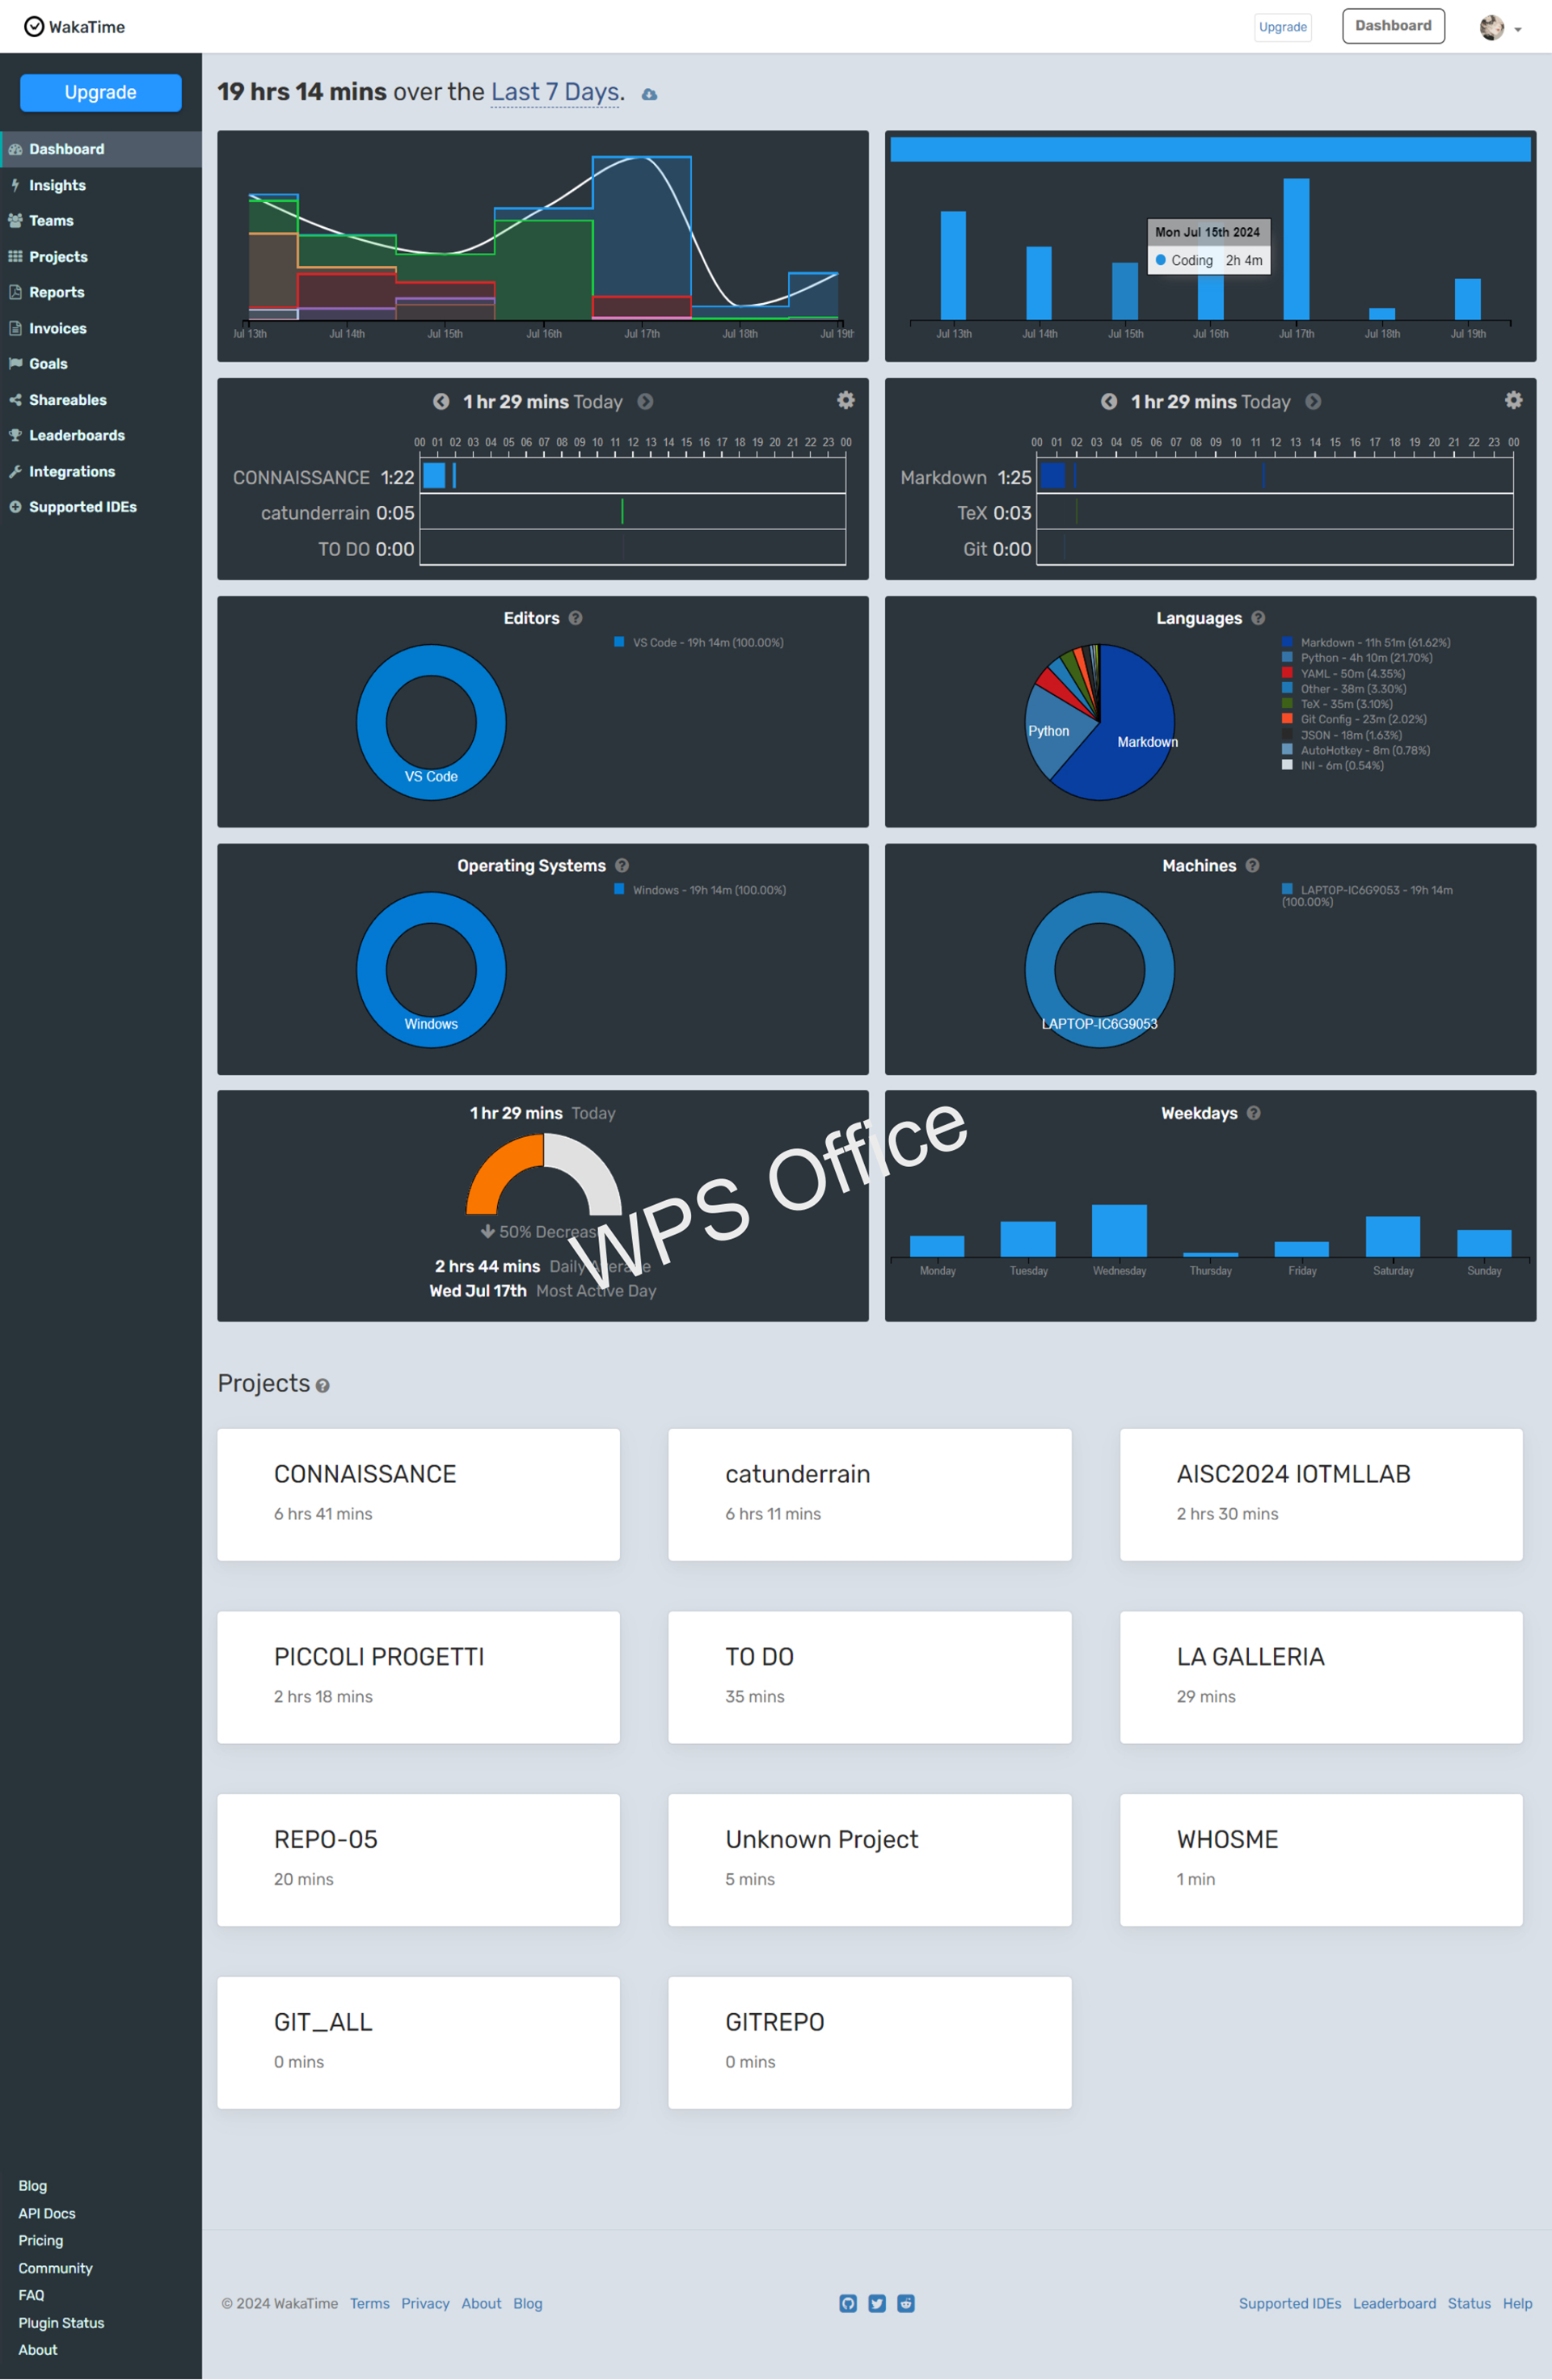 WakaTime
Upgrade
Dashboard
Upgrade
Dashboard
Insights
Teams
Projects
Reports
Invoices
Goals
Shareables
Leaderboards
Integrations
Supported IDEs
19 hrs 14 mins over the Last 7 Days.
Jul 13th Jul 14th Jul 15th Jul 16th Jul 17th Jul 18th Jul 19th
Mon Jul 15th 2024
Coding 2h 4m
Jul 13th Jul 14th Jul 15th Jul 16th Jul 17th Jul 18th Jul 19th
1 hr 29 mins Today
00 01 02 03 04 05 06 07 08 09 10 11 12 13 14 15 16 17 18 19 20 21 22 23 00
CONNAISSANCE 1:22
catunderrain 0:05
TO DO 0:00
1 hr 29 mins Today
00 01 02 03 04 05 06 07 08 09 10 11 12 13 14 15 16 17 18 19 20 21 22 23 00
Markdown 1:25
TeX 0:03
Git 0:00
Editors
VS Code - 19h 14m (100.00%)
VS Code
Languages
Markdown - 11h 51m (61.62%)
Python - 4h 10m (21.70%)
YAML - 50m (4.35%)
Other - 38m (3.30%)
TeX - 35m (3.10%)
Git Config - 23m (2.02%)
JSON - 18m (1.63%)
AutoHotkey - 8m (0.78%)
INI - 6m (0.54%)
Python
Markdown
Operating Systems
Windows - 19h 14m (100.00%)
Windows
Machines
LAPTOP-IC6G9053 - 19h 14m
(100.00%)
LAPTOP-IC6G9053
1 hr 29 mins Today
50% Decrease
2 hrs 44 mins Daily Average
Wed Jul 17th Most Active Day
WPS Office
Weekdays
Monday Tuesday Wednesday Thursday Friday Saturday Sunday
Projects
CONNAISSANCE
6 hrs 41 mins
catunderrain
6 hrs 11 mins
AISC2024 IOTMLLAB
2 hrs 30 mins
PICCOLI PROGETTI
2 hrs 18 mins
TO DO
35 mins
LA GALLERIA
29 mins
REPO-05
20 mins
Unknown Project
5 mins
WHOSME
1 min
GIT_ALL
0 mins
GITREPO
0 mins
Blog
API Docs
Pricing
Community
FAQ
Plugin Status
About
© 2024 WakaTime Terms Privacy About Blog
Supported IDEs Leaderboard Status Help